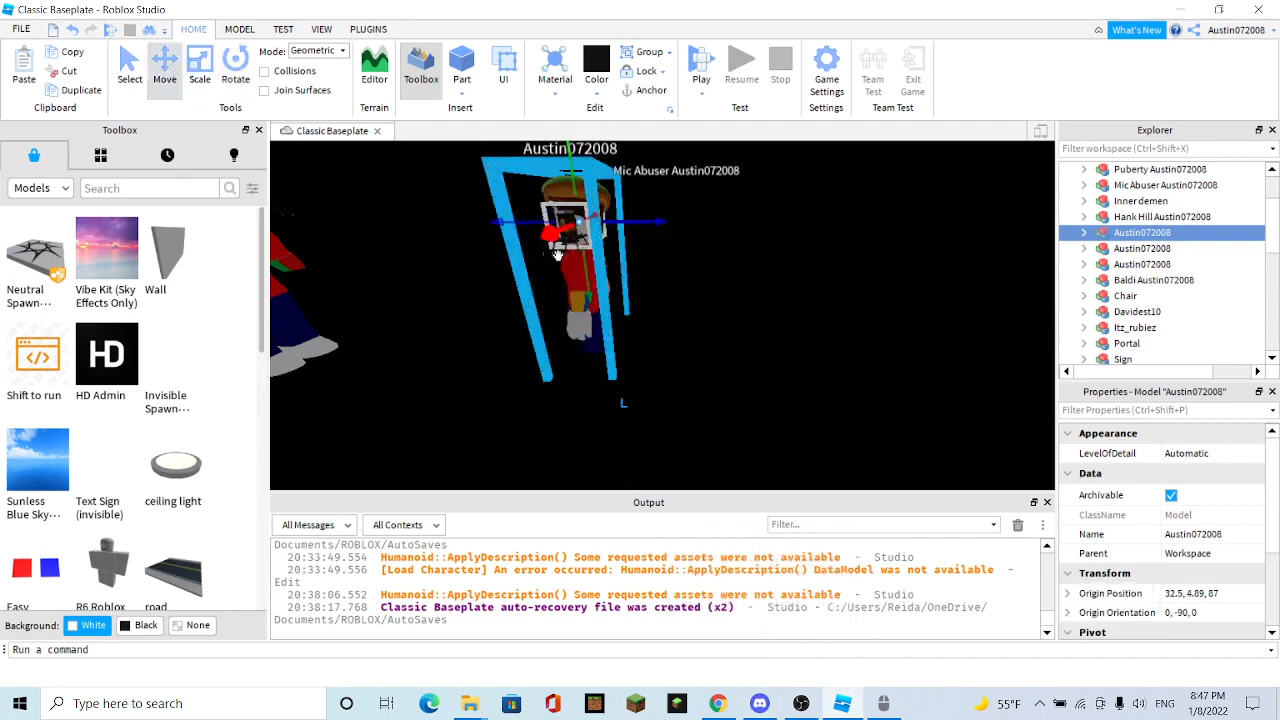 Classic Baseplate - Roblox Studio
FILE
HOME
MODEL
TEST
VIEW
PLUGINS
What's New
Austin072008
Paste
Copy
Cut
Duplicate
Clipboard
Select
Move
Scale
Rotate
Mode: Geometric
Collisions
Join Surfaces
Tools
Editor
Terrain
Toolbox
Part
UI
Insert
Material
Color
Group
Lock
Anchor
Edit
Play
Resume
Stop
Test
Game Settings
Settings
Team Test
Exit Game
Team Test
Toolbox
Models
Search
Neutral Spawn···
Vibe Kit (Sky Effects Only)
Wall
Shift to run
HD
HD Admin
Invisible Spawn···
Sunless Blue Sky···
Text Sign (invisible)
ceiling light
Easy
R6 Roblox
road
Background:
White
Black
None
Classic Baseplate
Austin072008
Mic Abuser Austin072008
L
Output
All Messages
All Contexts
Filter...
Documents/ROBLOX/AutoSaves
20:33:49.554 Humanoid::ApplyDescription() Some requested assets were not available - Studio
20:33:49.556 [Load Character] An error occurred: Humanoid::ApplyDescription() DataModel was not available -
Edit
20:38:06.552 Humanoid::ApplyDescription() Some requested assets were not available - Studio
20:38:17.768 Classic Baseplate auto-recovery file was created (x2) - Studio - C:/Users/Reida/OneDrive/
Documents/ROBLOX/AutoSaves
Explorer
Filter workspace (Ctrl+Shift+X)
Puberty Austin072008
Mic Abuser Austin072008
Inner demen
Hank Hill Austin072008
Austin072008
Austin072008
Austin072008
Baldi Austin072008
Chair
Davidest10
Itz_rubiez
Portal
Sign
Properties - Model "Austin072008"
Filter Properties (Ctrl+Shift+P)
Appearance
LevelOfDetail Automatic
Data
Archivable
ClassName Model
Name Austin072008
Parent Workspace
Transform
Origin Position 32.5, 4.89, 87
Origin Orientation 0, -90, 0
Pivot
Run a command
Type here to search
55°F
8:47 PM
1/8/2022